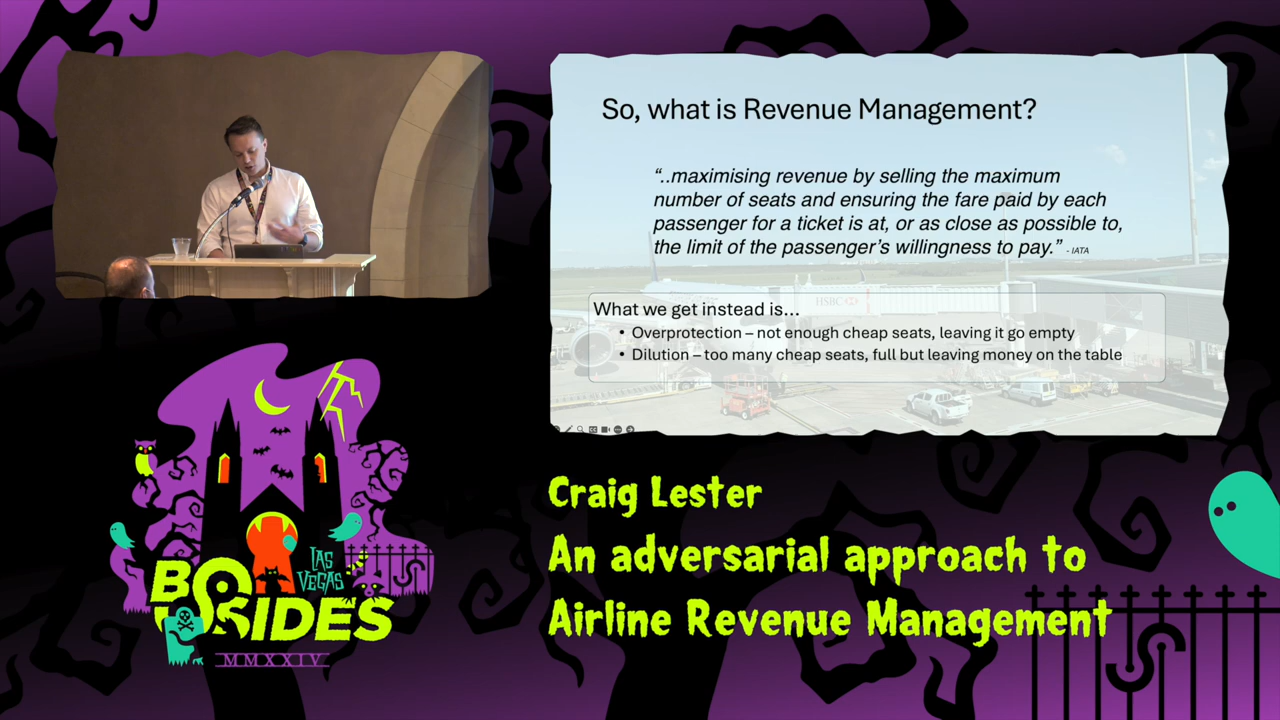 So, what is Revenue Management?
“..maximising revenue by selling the maximum
number of seats and ensuring the fare paid by each
passenger for a ticket is at, or as close as possible to,
the limit of the passenger’s willingness to pay.” - IATA
HSBC
What we get instead is...
• Overprotection – not enough cheap seats, leaving it go empty
• Dilution – too many cheap seats, full but leaving money on the table
LAS
VEGAS
BSIDES
MMXXIV
Craig Lester
An adversarial approach to
Airline Revenue Management